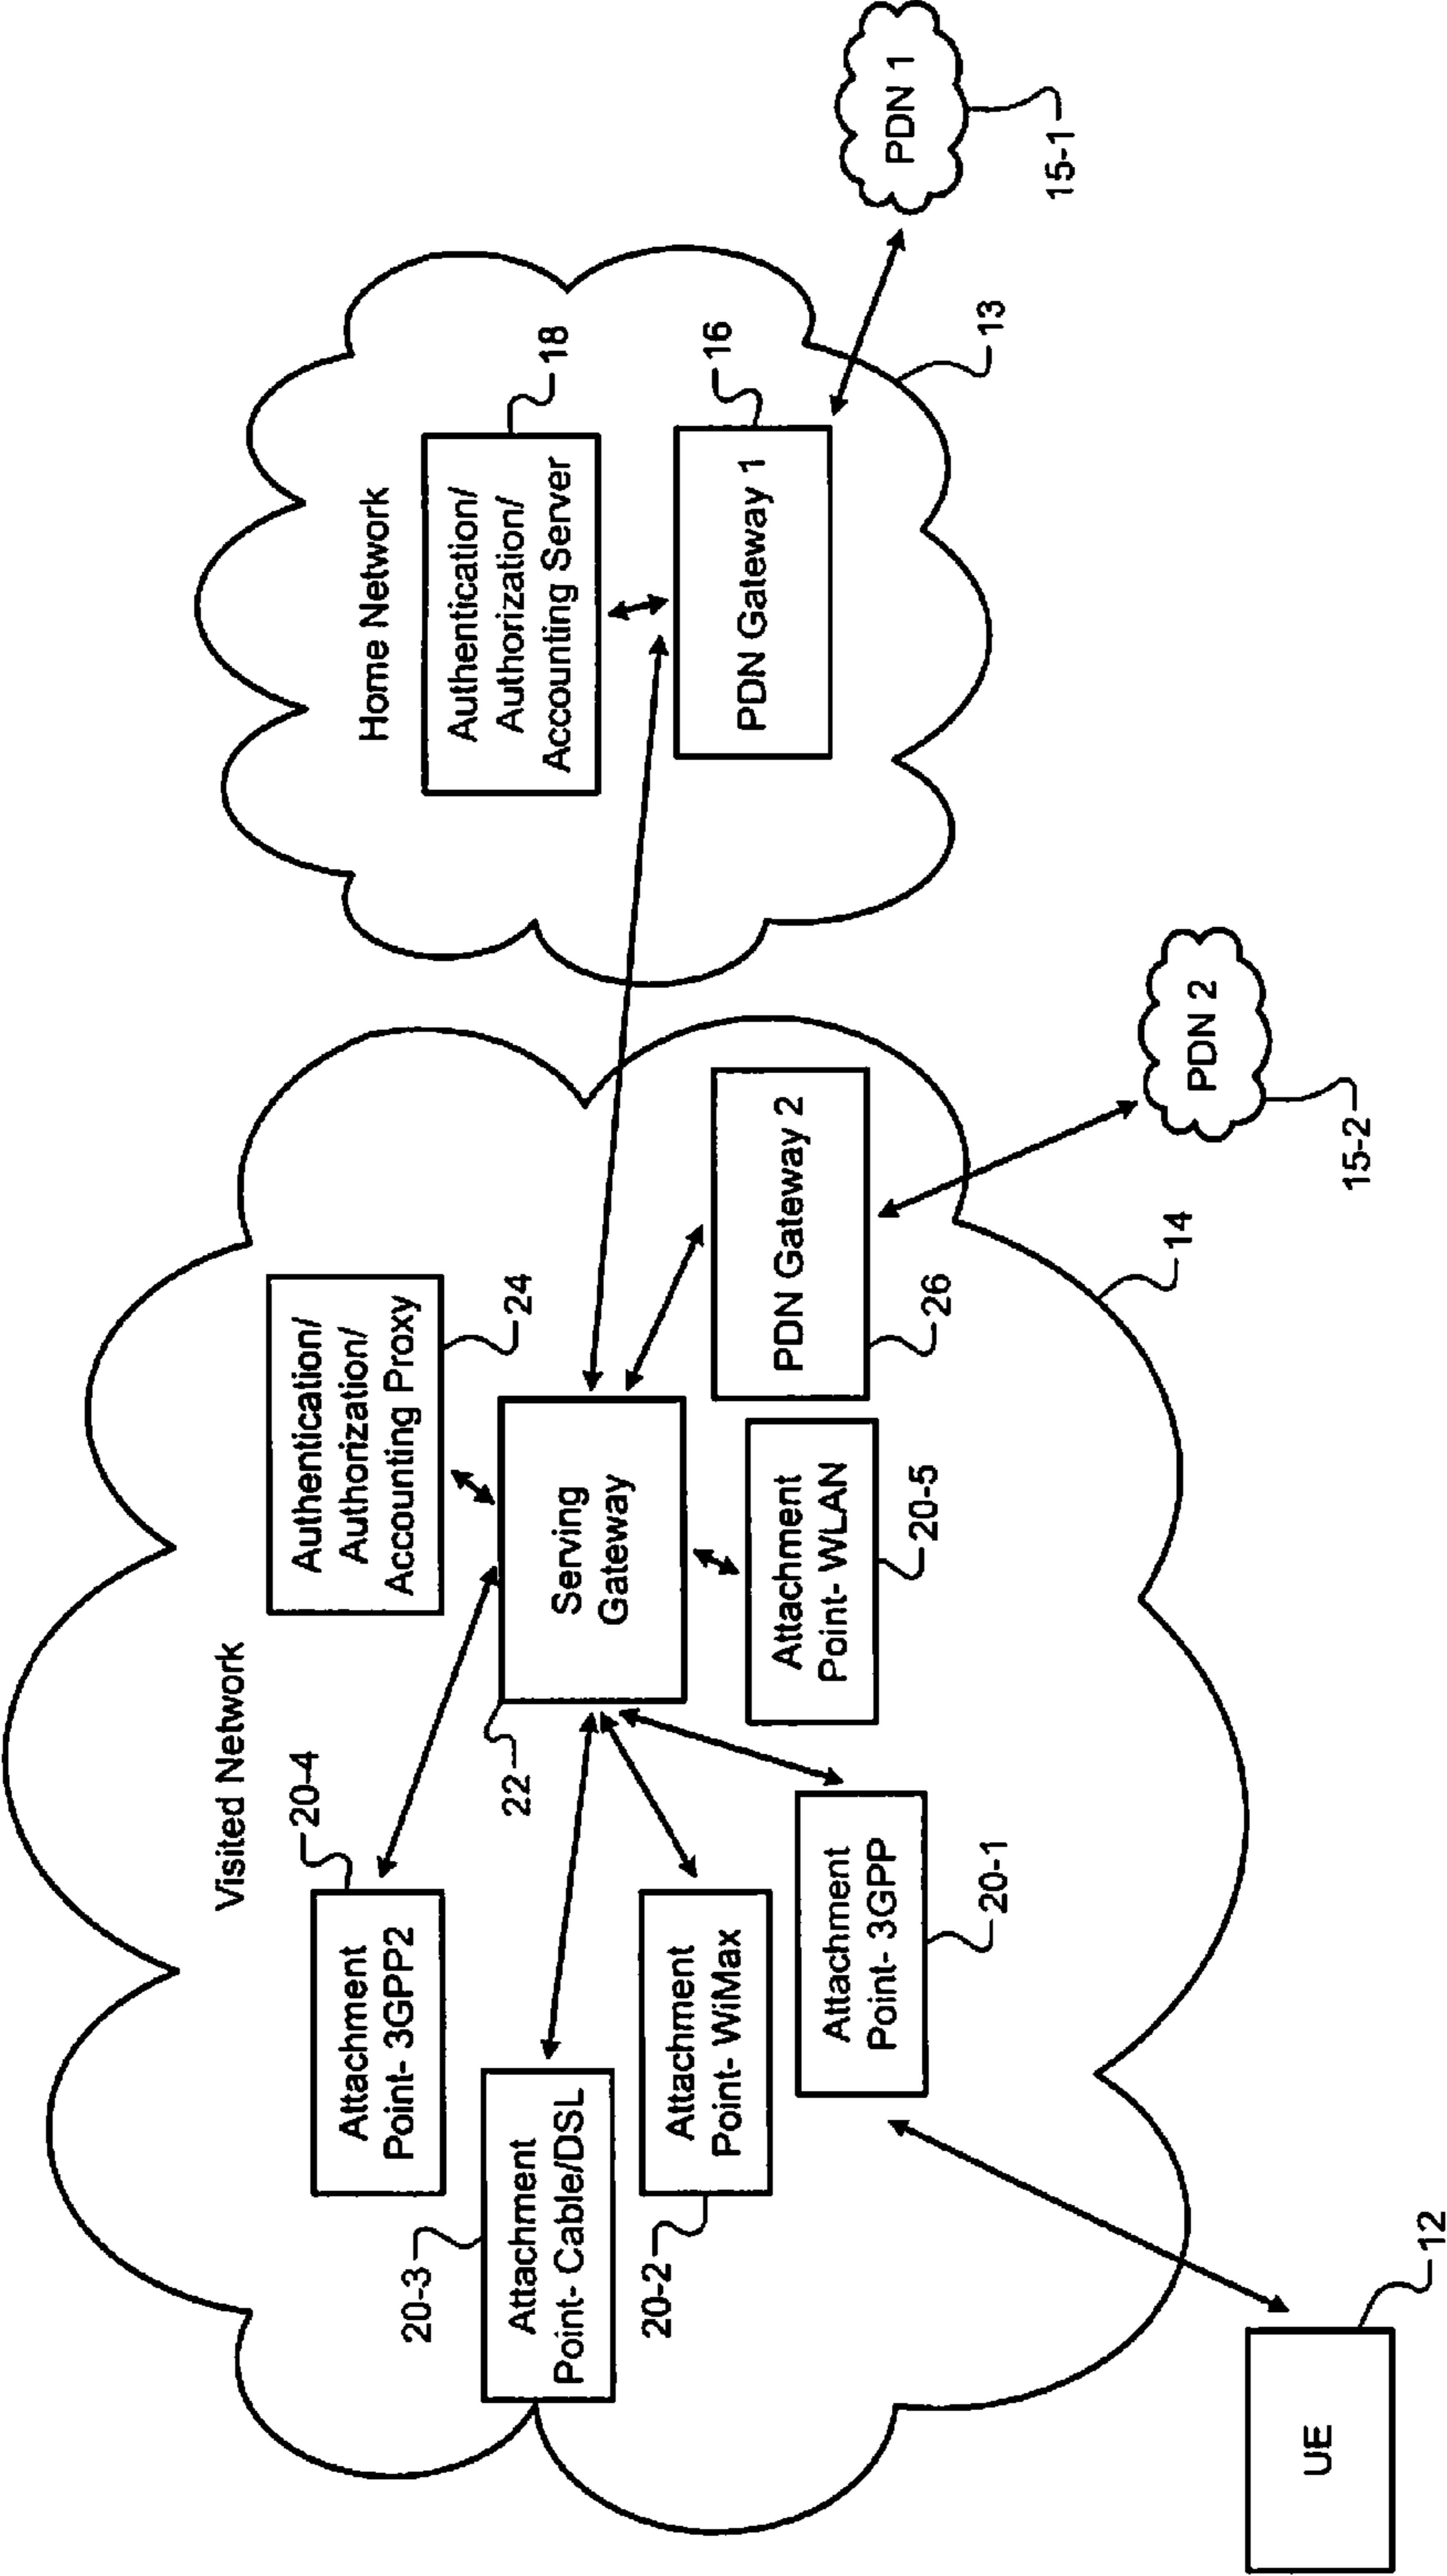 Visited Network
20-4
Attachment
Point- 3GPP2
Authentication/
Authorization/
Accounting Proxy
24
20-3
Attachment
Point- Cable/DSL
22
Serving
Gateway
20-2
Attachment
Point- WiMax
Attachment
Point- 3GPP
20-1
Attachment
Point- WLAN
20-5
PDN Gateway 2
26
14
UE
12
PDN 2
15-2
Home Network
Authentication/
Authorization/
Accounting Server
18
PDN Gateway 1
16
13
PDN 1
15-1